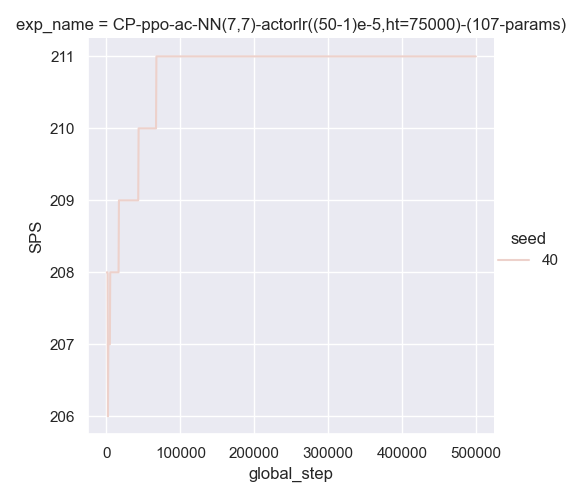 exp_name = CP-ppo-ac-NN(7,7)-actorlr((50-1)e-5,ht=75000)-(107-params)
211
210
209
208
207
206
SPS
0 100000 200000 300000 400000 500000
global_step
seed
40